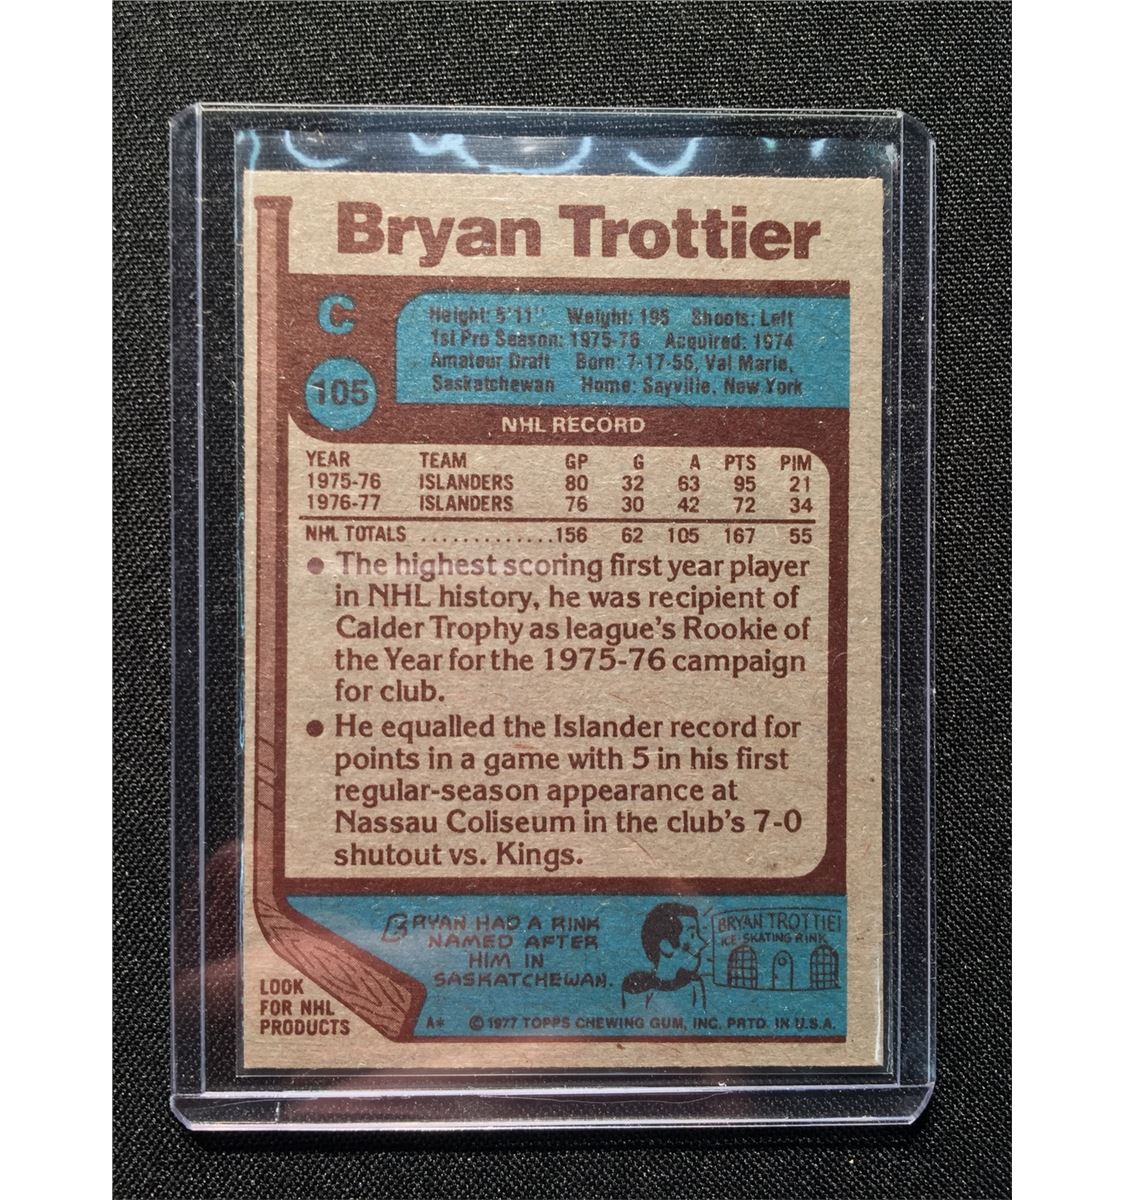 Bryan Trottier
C
Height: 5'11" Weight: 195 Shoots: Left
1st Pro Season: 1975-76 Acquired: 1974
Amateur Draft Born: 7-17-56, Val Marie,
Saskatchewan Home: Sayville, New York
105
NHL RECORD
YEAR TEAM GP G A PTS PIM
1975-76 ISLANDERS 80 32 63 95 21
1976-77 ISLANDERS 76 30 42 72 34
NHL TOTALS .............156 62 105 167 55
• The highest scoring first year player
in NHL history, he was recipient of
Calder Trophy as league's Rookie of
the Year for the 1975-76 campaign
for club.
• He equalled the Islander record for
points in a game with 5 in his first
regular-season appearance at
Nassau Coliseum in the club's 7-0
shutout vs. Kings.
BRYAN HAD A RINK
NAMED AFTER
HIM IN
SASKATCHEWAN.
BRYAN TROTTIER
ICE-SKATING RINK
LOOK
FOR NHL
PRODUCTS
A* © 1977 TOPPS CHEWING GUM, INC. PRTD. IN U.S.A.